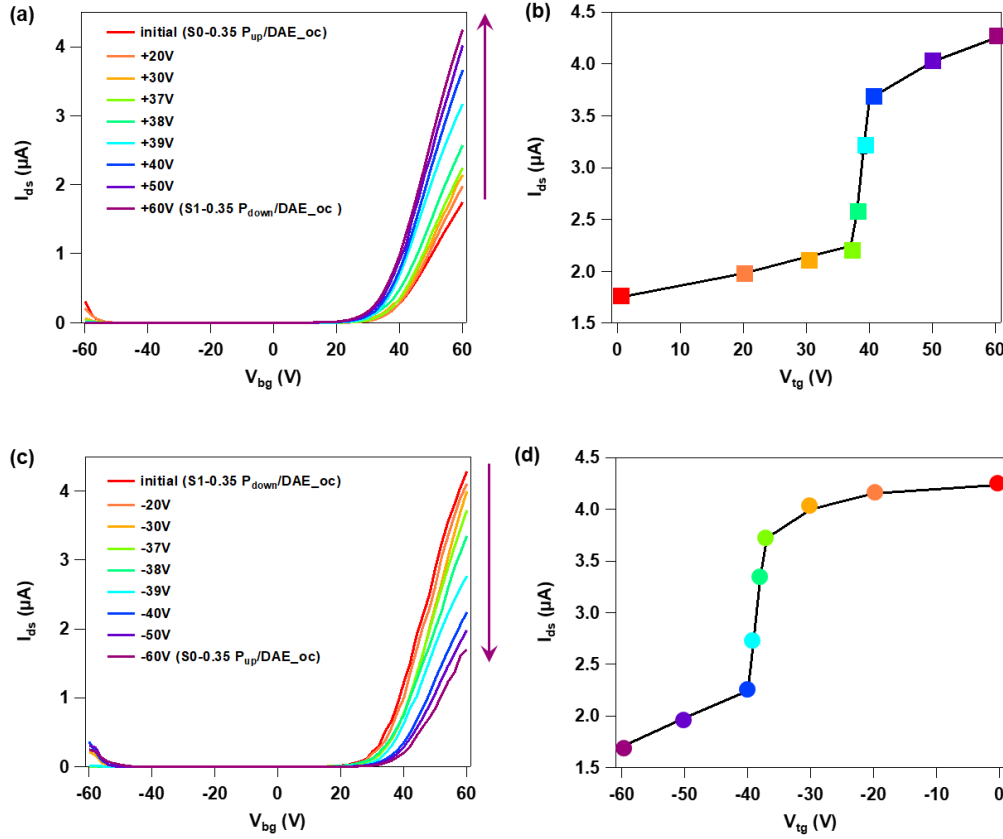 (a)
initial (S0-0.35 Pup/DAE_oc)
+20V
+30V
+37V
+38V
+39V
+40V
+50V
+60V (S1-0.35 Pdown/DAE_oc )
Ids (µA)
4
3
2
1
0
-60 -40 -20 0 20 40 60
Vbg (V)
(b)
Ids (µA)
4.5
4.0
3.5
3.0
2.5
2.0
1.5
0 10 20 30 40 50 60
Vtg (V)
(c)
initial (S1-0.35 Pdown/DAE_oc)
-20V
-30V
-37V
-38V
-39V
-40V
-50V
-60V (S0-0.35 Pup/DAE_oc)
Ids (µA)
4
3
2
1
0
-60 -40 -20 0 20 40 60
Vbg (V)
(d)
Ids (µA)
4.5
4.0
3.5
3.0
2.5
2.0
1.5
-60 -50 -40 -30 -20 -10 0
Vtg (V)